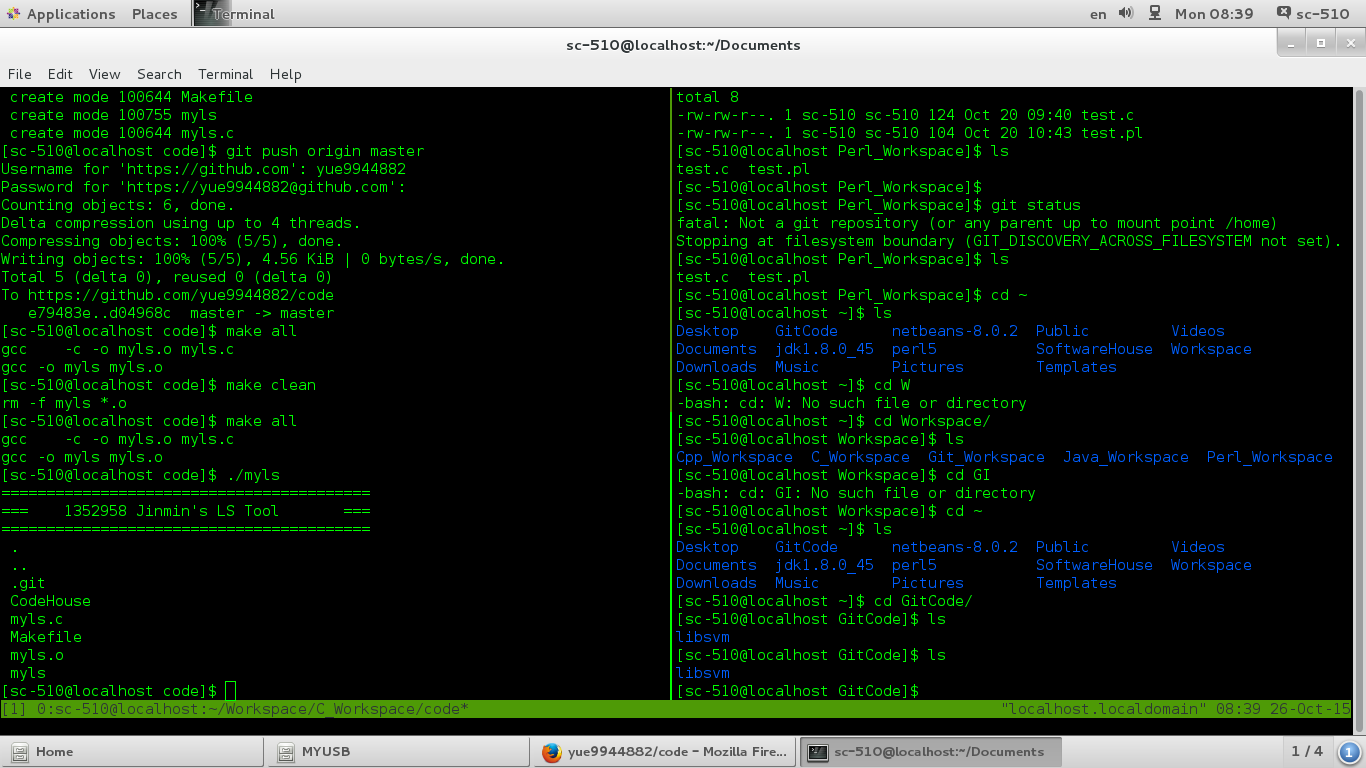 Applications Places Terminal en Mon 08:39 sc-510
sc-510@localhost:~/Documents
File Edit View Search Terminal Help
 create mode 100644 Makefile
 create mode 100755 myls
 create mode 100644 myls.c
[sc-510@localhost code]$ git push origin master
Username for 'https://github.com': yue9944882
Password for 'https://yue9944882@github.com':
Counting objects: 6, done.
Delta compression using up to 4 threads.
Compressing objects: 100% (5/5), done.
Writing objects: 100% (5/5), 4.56 KiB | 0 bytes/s, done.
Total 5 (delta 0), reused 0 (delta 0)
To https://github.com/yue9944882/code
   e79483e..d04968c  master -> master
[sc-510@localhost code]$ make all
gcc    -c -o myls.o myls.c
gcc -o myls myls.o
[sc-510@localhost code]$ make clean
rm -f myls *.o
[sc-510@localhost code]$ make all
gcc    -c -o myls.o myls.c
gcc -o myls myls.o
[sc-510@localhost code]$ ./myls
=========================================
===    1352958 Jinmin's LS Tool       ===
=========================================
 .
 ..
 .git
 CodeHouse
 myls.c
 Makefile
 myls.o
 myls
[sc-510@localhost code]$
total 8
-rw-rw-r--. 1 sc-510 sc-510 124 Oct 20 09:40 test.c
-rw-rw-r--. 1 sc-510 sc-510 104 Oct 20 10:43 test.pl
[sc-510@localhost Perl_Workspace]$ ls
test.c  test.pl
[sc-510@localhost Perl_Workspace]$
[sc-510@localhost Perl_Workspace]$ git status
fatal: Not a git repository (or any parent up to mount point /home)
Stopping at filesystem boundary (GIT_DISCOVERY_ACROSS_FILESYSTEM not set).
[sc-510@localhost Perl_Workspace]$ ls
test.c  test.pl
[sc-510@localhost Perl_Workspace]$ cd ~
[sc-510@localhost ~]$ ls
Desktop    GitCode      netbeans-8.0.2  Public         Videos
Documents  jdk1.8.0_45  perl5           SoftwareHouse  Workspace
Downloads  Music        Pictures        Templates
[sc-510@localhost ~]$ cd W
-bash: cd: W: No such file or directory
[sc-510@localhost ~]$ cd Workspace/
[sc-510@localhost Workspace]$ ls
Cpp_Workspace  C_Workspace  Git_Workspace  Java_Workspace  Perl_Workspace
[sc-510@localhost Workspace]$ cd GI
-bash: cd: GI: No such file or directory
[sc-510@localhost Workspace]$ cd ~
[sc-510@localhost ~]$ ls
Desktop    GitCode      netbeans-8.0.2  Public         Videos
Documents  jdk1.8.0_45  perl5           SoftwareHouse  Workspace
Downloads  Music        Pictures        Templates
[sc-510@localhost ~]$ cd GitCode/
[sc-510@localhost GitCode]$ ls
libsvm
[sc-510@localhost GitCode]$ ls
libsvm
[sc-510@localhost GitCode]$
[1] 0:sc-510@localhost:~/Workspace/C_Workspace/code* "localhost.localdomain" 08:39 26-Oct-15
Home MYUSB yue9944882/code - Mozilla Fire... sc-510@localhost:~/Documents 1 / 4 1